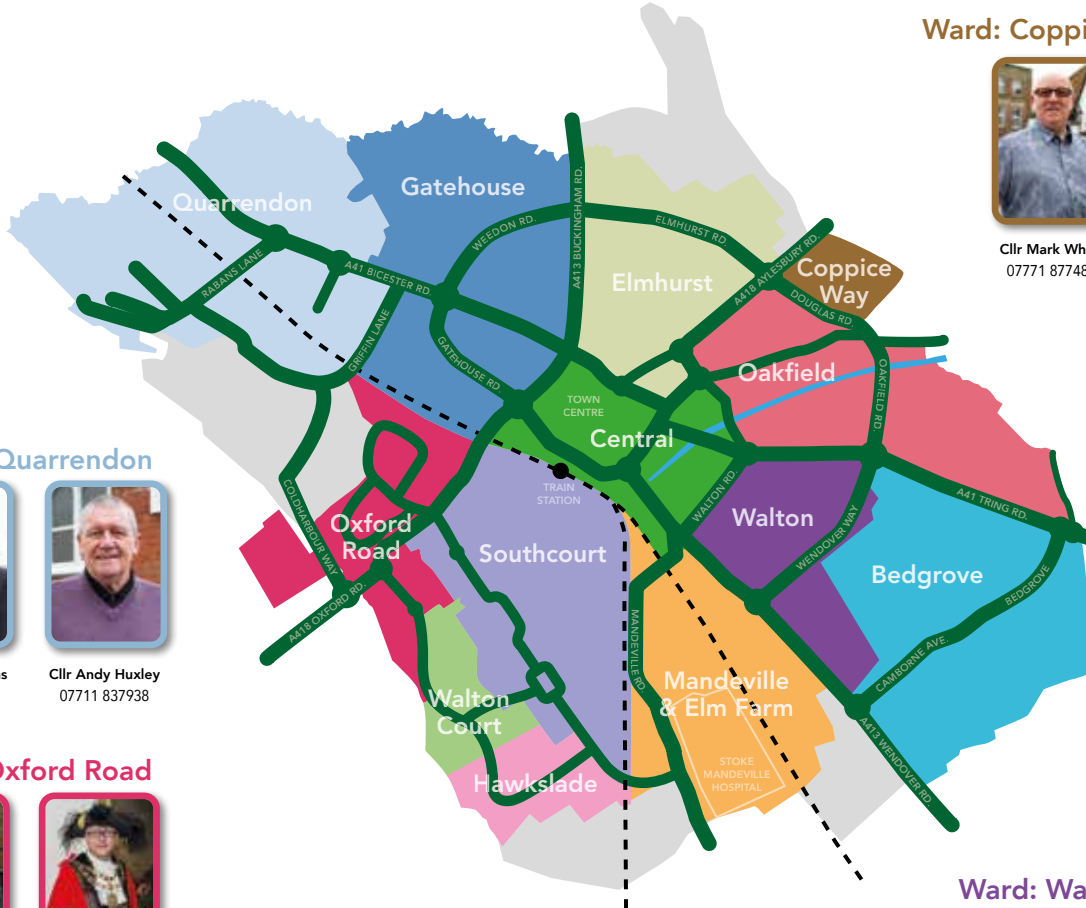 Ward: Coppi
Cllr Mark Wh
07771 87748
Quarrendon
Gatehouse
WEEDON RD.
A413 BUCKINGHAM RD.
ELMHURST RD.
Elmhurst
A418 AYLESBURY RD.
Coppice
Way
DOUGLAS RD.
RABANS LANE
A41 BICESTER RD.
GRIFFIN LANE
GATEHOUSE RD.
Oakfield
OAKFIELD RD.
TOWN
CENTRE
Central
TRAIN
STATION
WALTON RD.
Walton
WENDOVER WAY
A41 TRING RD.
Quarrendon
COLDHARBOUR WAY
Oxford
Road
A418 OXFORD RD.
Southcourt
Bedgrove
BEDGROVE
CAMBORNE AVE.
MANDEVILLE RD.
Mandeville
& Elm Farm
STOKE
MANDEVILLE
HOSPITAL
A413 WENDOVER RD.
Walton
Court
Hawkslade
s
Cllr Andy Huxley
07711 837938
Oxford Road
Ward: Wa